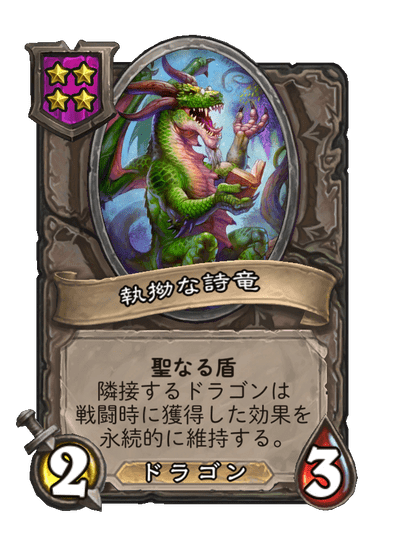 執拗な詩竜
聖なる盾
隣接するドラゴンは
戦闘時に獲得した効果を
永続的に維持する。
2
ドラゴン
3